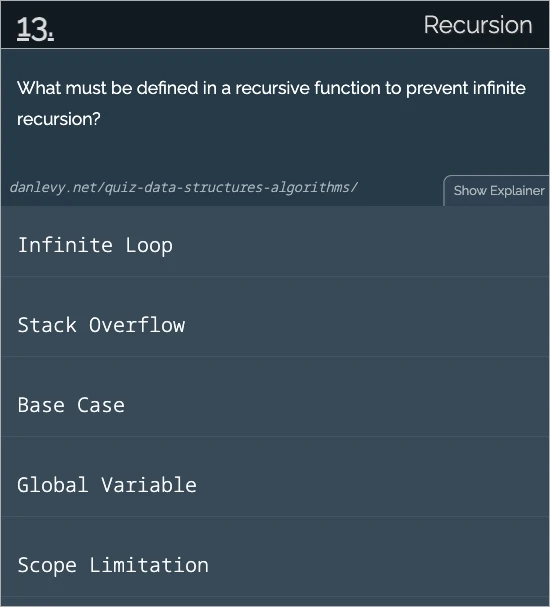 13.
Recursion
What must be defined in a recursive function to prevent infinite
recursion?
danlevy.net/quiz-data-structures-algorithms/
Show Explainer
Infinite Loop
Stack Overflow
Base Case
Global Variable
Scope Limitation